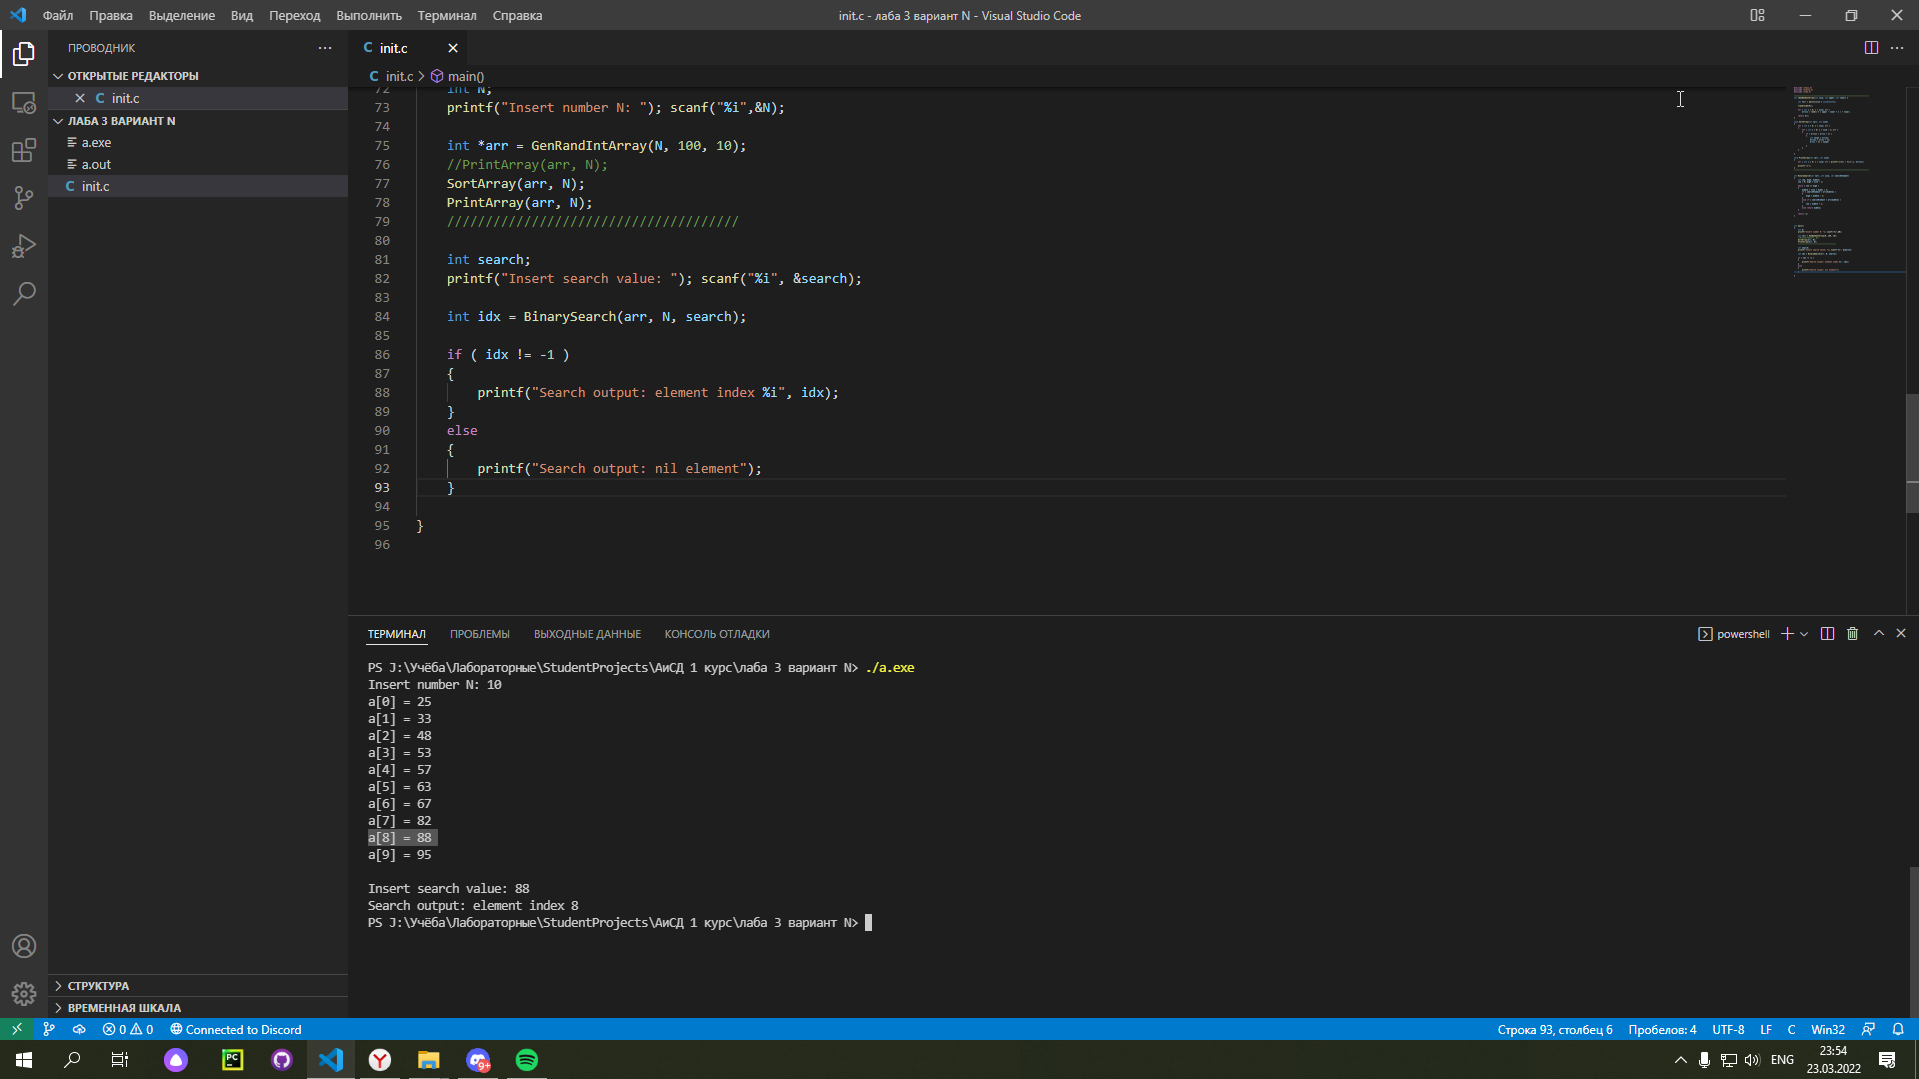 Файл Правка Выделение Вид Переход Выполнить Терминал Справка
init.c - лаба 3 вариант N - Visual Studio Code
ПРОВОДНИК
ОТКРЫТЫЕ РЕДАКТОРЫ
C init.c
ЛАБА 3 ВАРИАНТ N
a.exe
a.out
C init.c
C init.c
C init.c > main()
72 int N;
73 printf("Insert number N: "); scanf("%i",&N);
74
75 int *arr = GenRandIntArray(N, 100, 10);
76 //PrintArray(arr, N);
77 SortArray(arr, N);
78 PrintArray(arr, N);
79 //////////////////////////////////////
80
81 int search;
82 printf("Insert search value: "); scanf("%i", &search);
83
84 int idx = BinarySearch(arr, N, search);
85
86 if ( idx != -1 )
87 {
88 printf("Search output: element index %i", idx);
89 }
90 else
91 {
92 printf("Search output: nil element");
93 }
94
95 }
96
ТЕРМИНАЛ ПРОБЛЕМЫ ВЫХОДНЫЕ ДАННЫЕ КОНСОЛЬ ОТЛАДКИ
powershell
PS J:\Учёба\Лабораторные\StudentProjects\АиСД 1 курс\лаба 3 вариант N> ./a.exe
Insert number N: 10
a[0] = 25
a[1] = 33
a[2] = 48
a[3] = 53
a[4] = 57
a[5] = 63
a[6] = 67
a[7] = 82
a[8] = 88
a[9] = 95
Insert search value: 88
Search output: element index 8
PS J:\Учёба\Лабораторные\StudentProjects\АиСД 1 курс\лаба 3 вариант N>
СТРУКТУРА
ВРЕМЕННАЯ ШКАЛА
0 0 Connected to Discord
Строка 93, столбец 6 Пробелов: 4 UTF-8 LF C Win32
PC
9+
ENG
23:54
23.03.2022